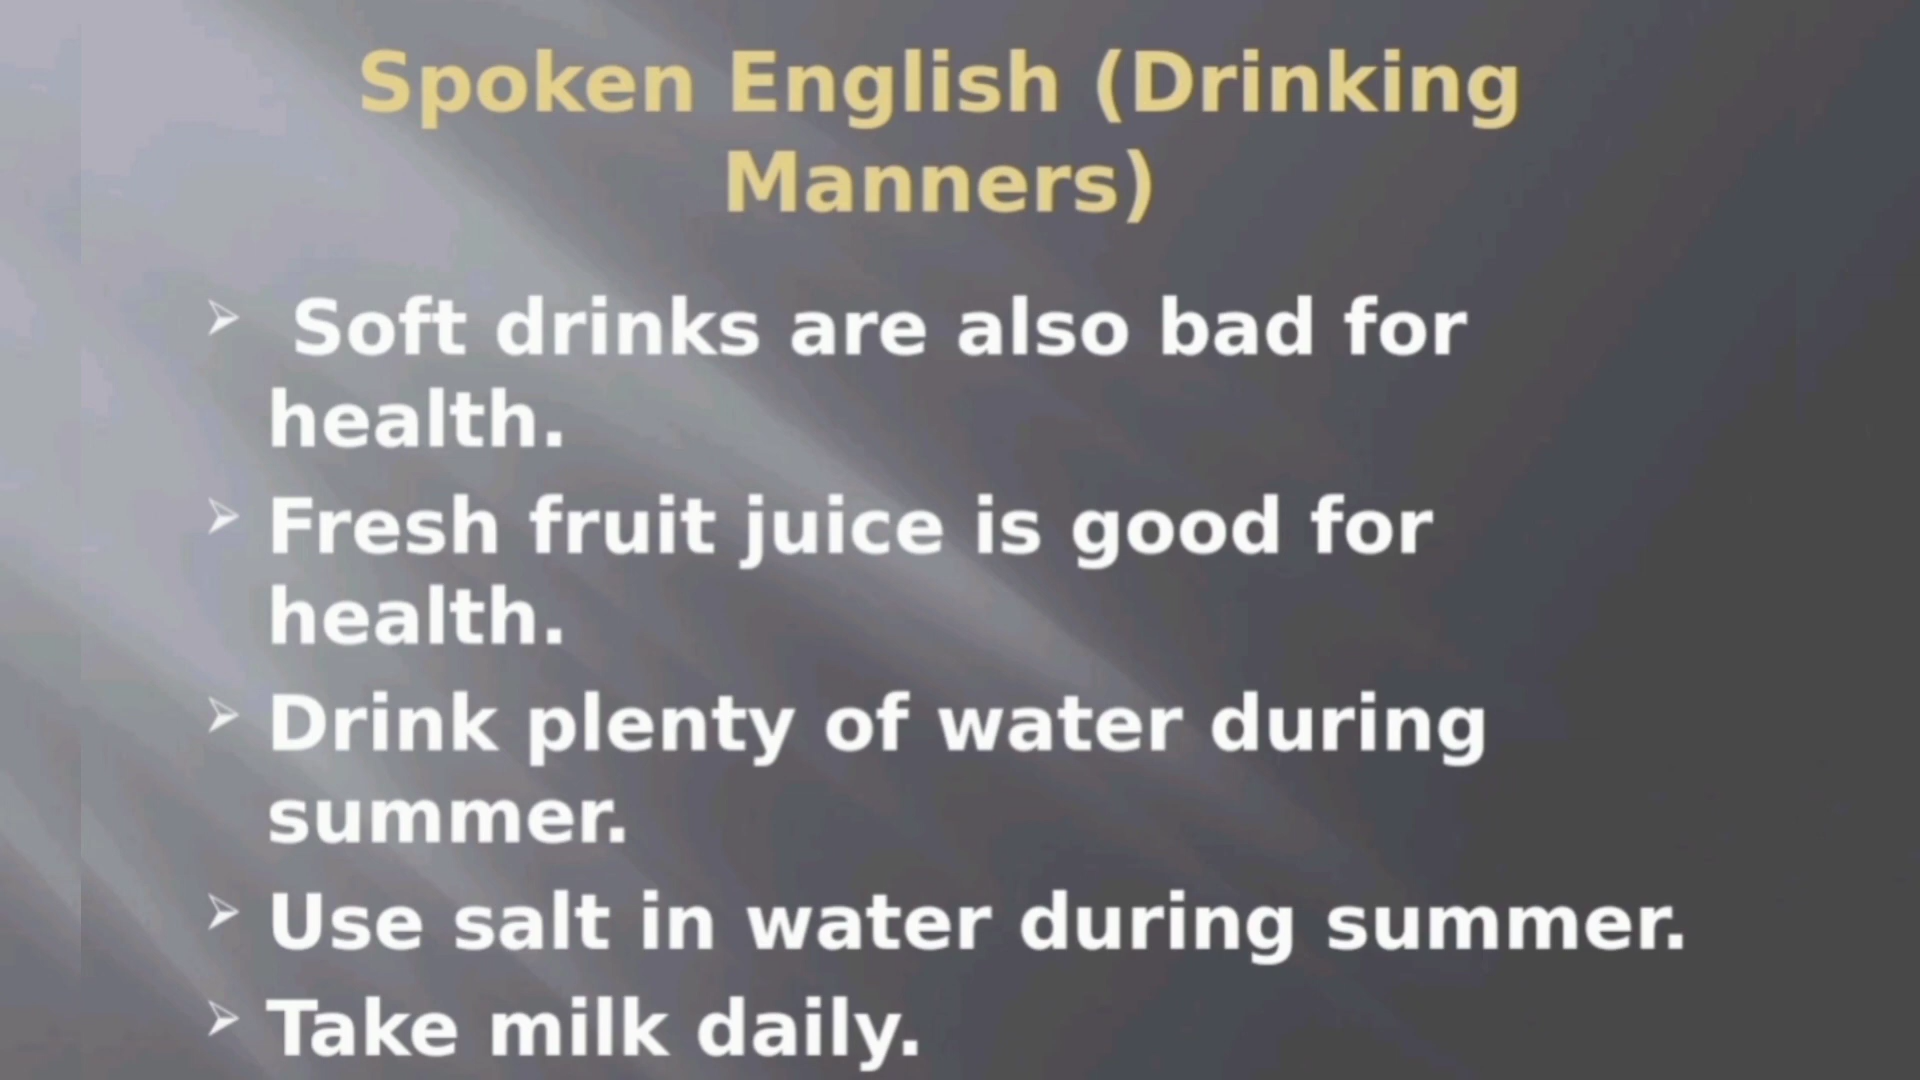 Spoken English (Drinking
Manners)
➢ Soft drinks are also bad for
health.
➢ Fresh fruit juice is good for
health.
➢ Drink plenty of water during
summer.
➢ Use salt in water during summer.
➢ Take milk daily.